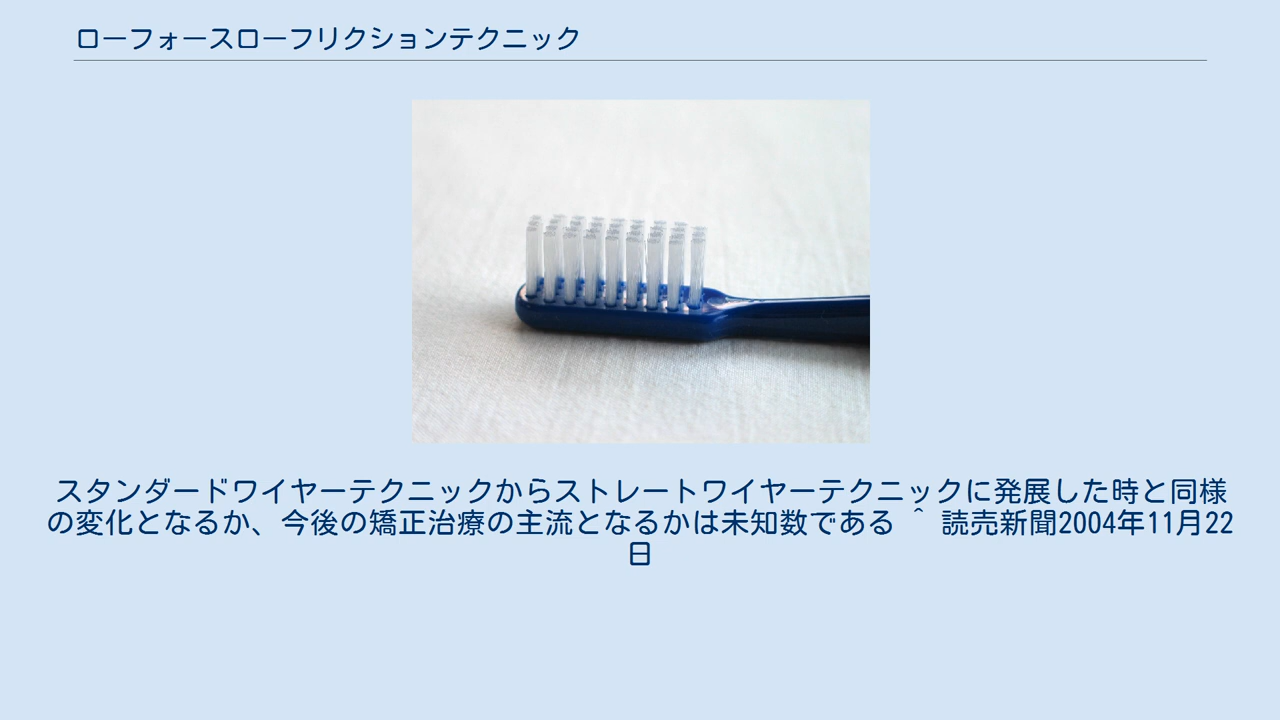 ローフォースローフリクションテクニック
スタンダードワイヤーテクニックからストレートワイヤーテクニックに発展した時と同様
の変化となるか、今後の矯正治療の主流となるかは未知数である ^ 読売新聞2004年11月22
日